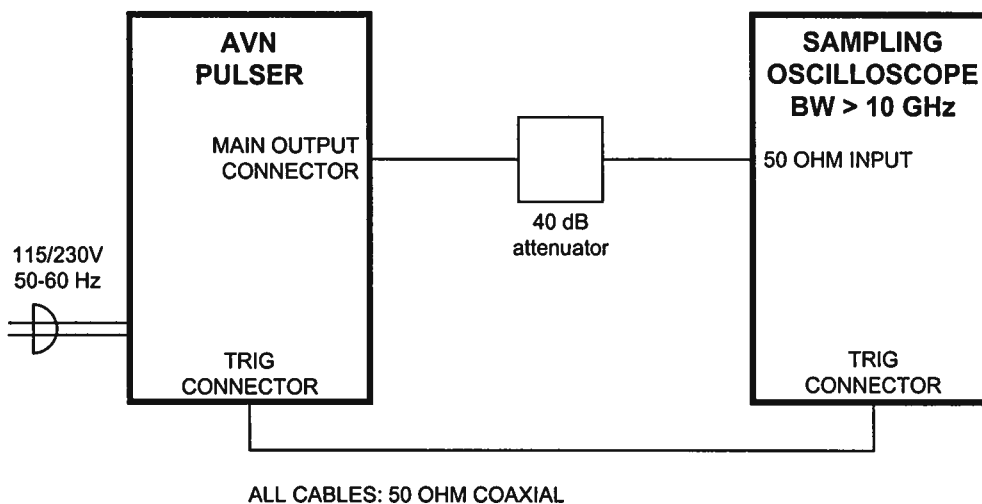 AVN
PULSER
MAIN OUTPUT
CONNECTOR
40 dB
attenuator
SAMPLING
OSCILLOSCOPE
BW > 10 GHz
50 OHM INPUT
115/230V
50-60 Hz
TRIG
CONNECTOR
TRIG
CONNECTOR
ALL CABLES: 50 OHM COAXIAL